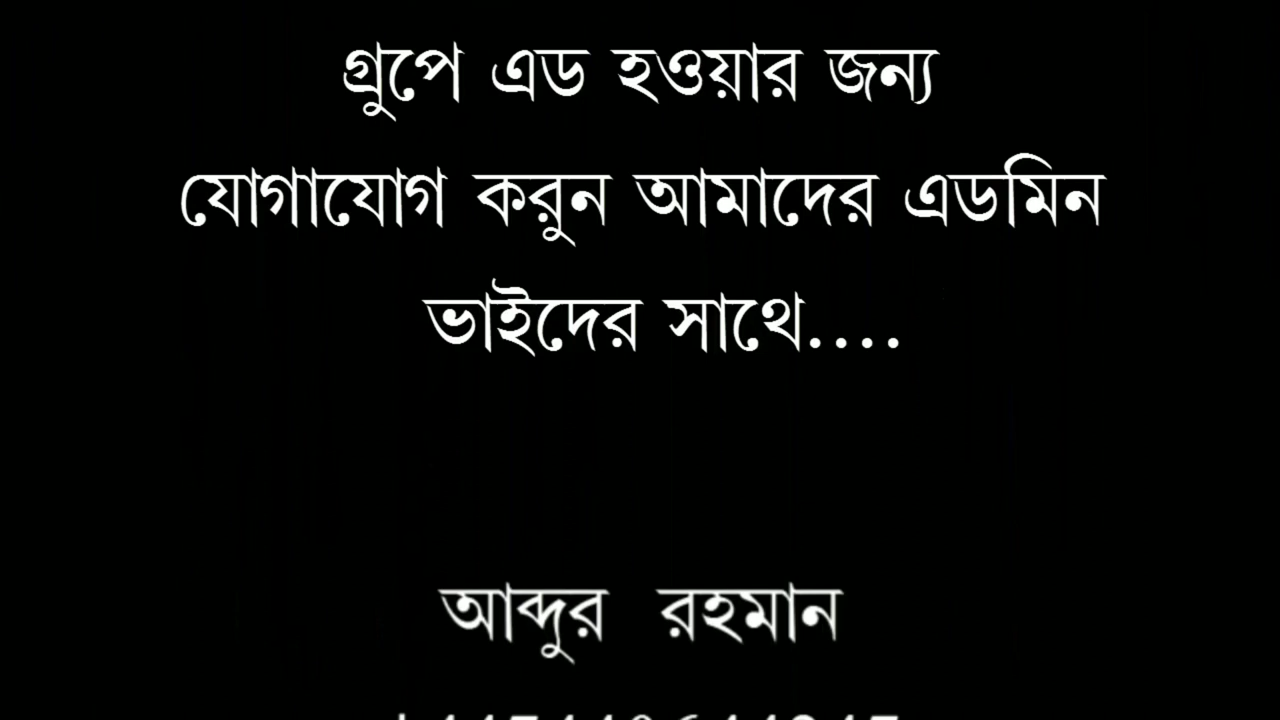 গ্রুপে এড হওয়ার জন্য
যোগাযোগ করুন আমাদের এডমিন
ভাইদের সাথে....
আব্দুর রহমান